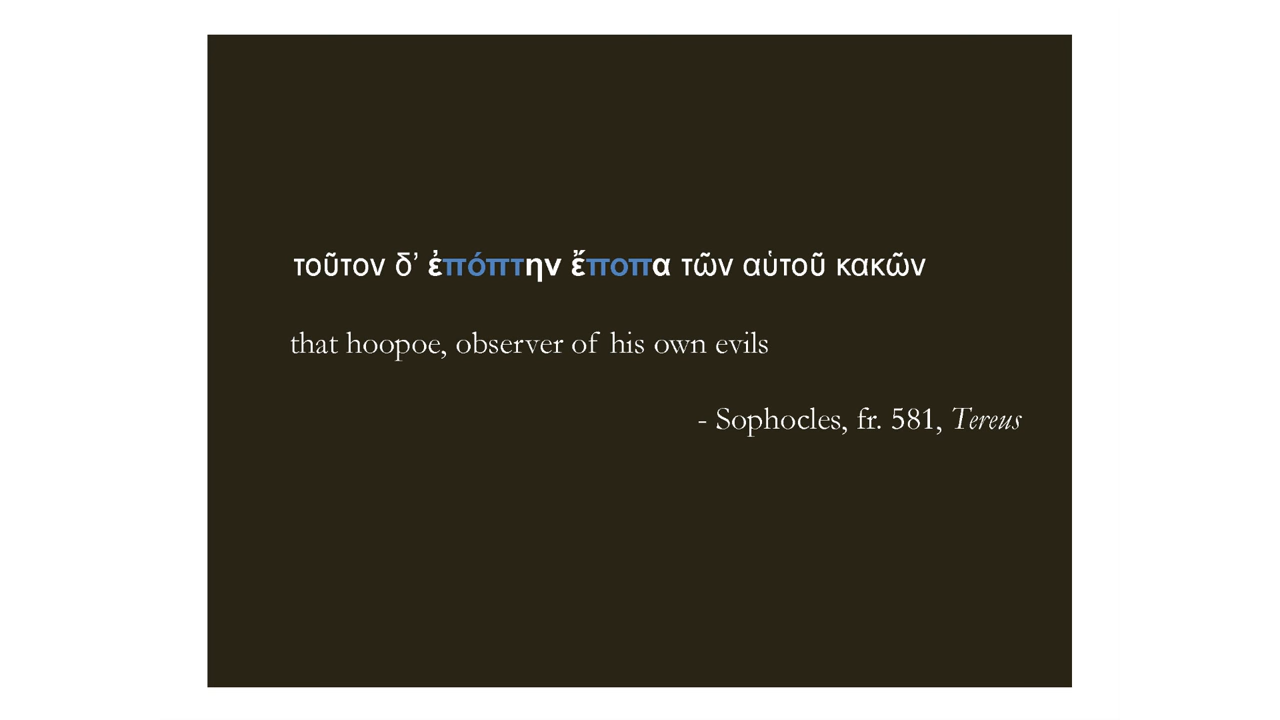 τοῦτον δ’ ἐπόπτην ἔποπα τῶν αὑτοῦ κακῶν
that hoopoe, observer of his own evils
- Sophocles, fr. 581, Tereus